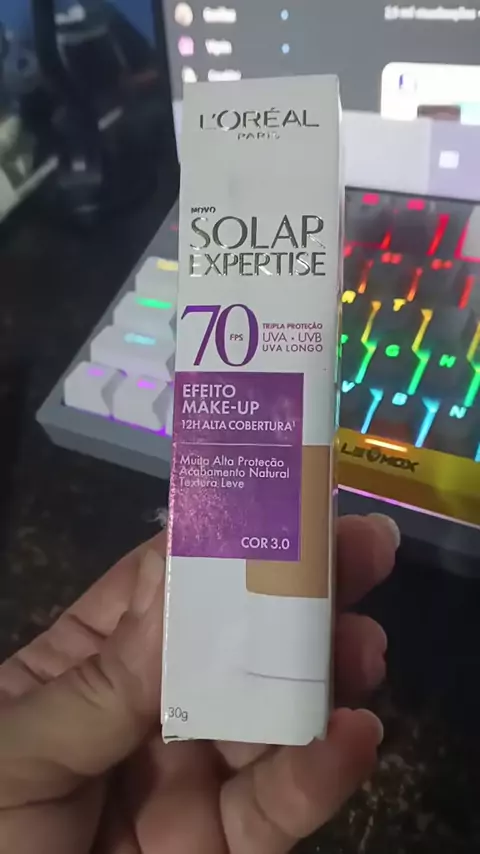 L'ORÉAL
PARIS
NOVO
SOLAR
EXPERTISE
70
FPS
TRIPLA PROTEÇÃO
UVA • UVB
UVA LONGO
EFEITO
MAKE-UP
12H ALTA COBERTURA¹
Muito Alta Proteção
Acabamento Natural
Textura Leve
COR 3.0
30g
R
T
F
G
H
V
B
N